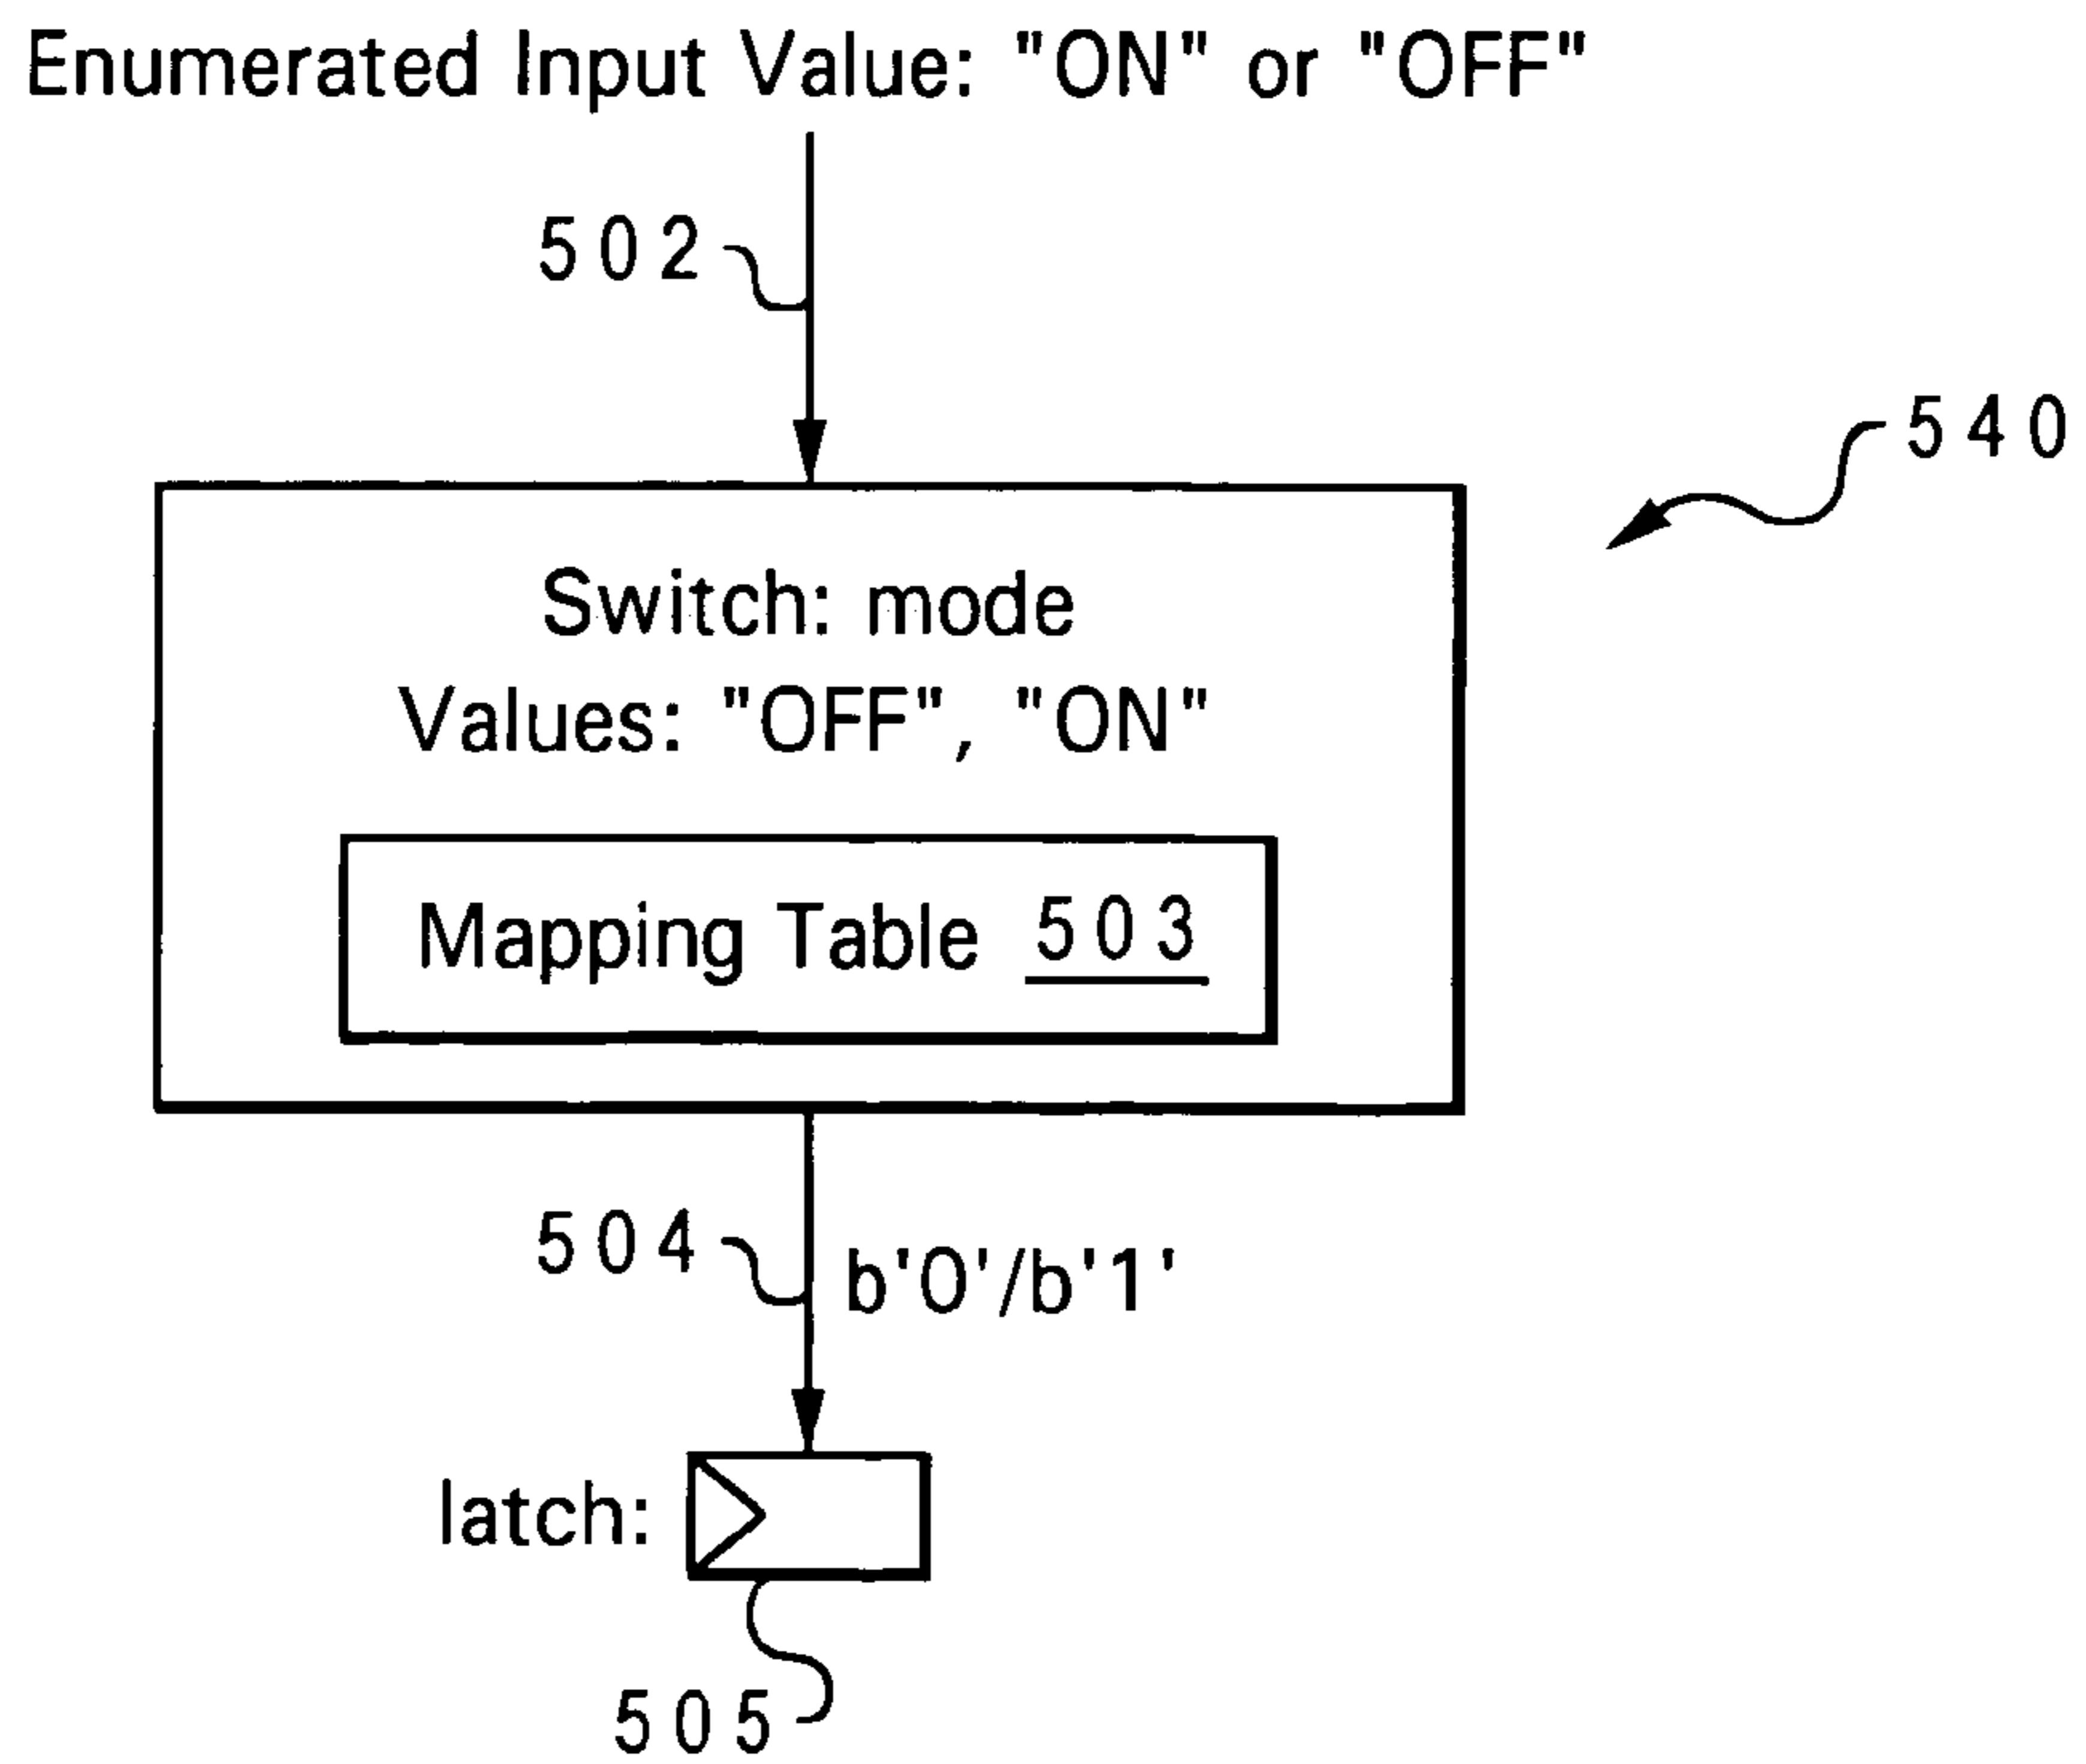 Enumerated Input Value: "ON" or "OFF"
502
540
Switch: mode
Values: "OFF", "ON"
Mapping Table 503
504
b'0'/b'1'
latch:
505